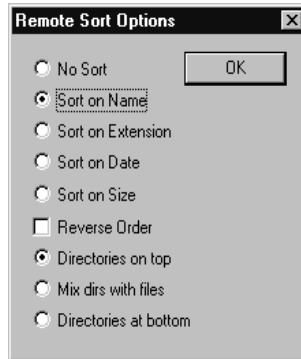 Remote Sort Options
No Sort
OK
Sort on Name
Sort on Extension
Sort on Date
Sort on Size
Reverse Order
Directories on top
Mix dirs with files
Directories at bottom